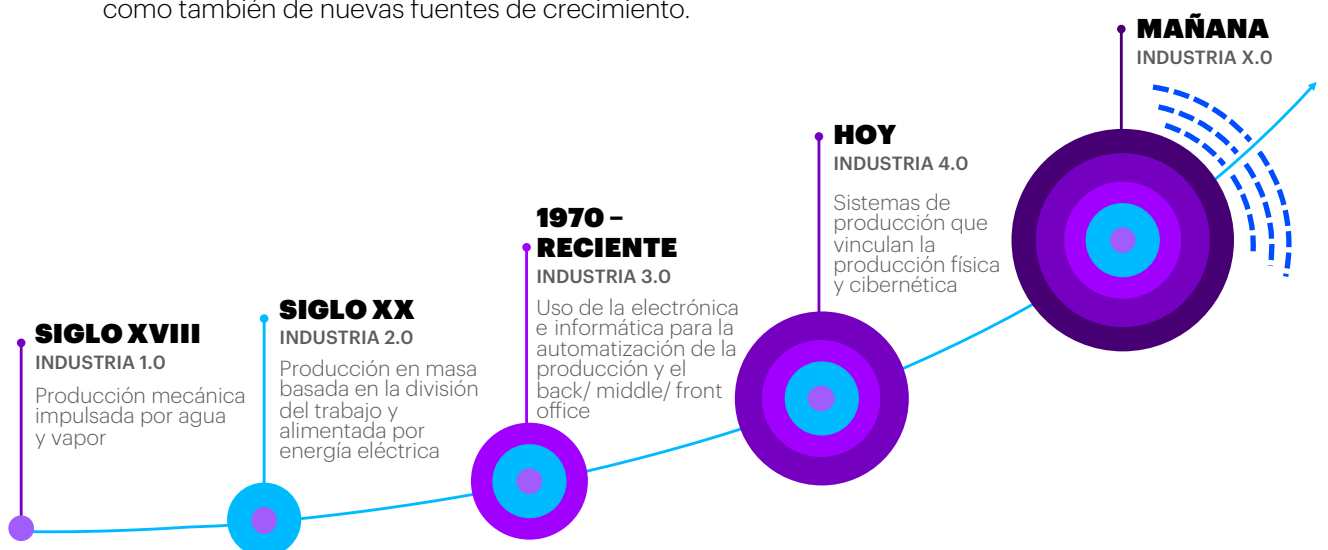 como también de nuevas fuentes de crecimiento.
MAÑANA
INDUSTRIA X.0
HOY
INDUSTRIA 4.0
Sistemas de
producción que
vinculan la
producción física
y cibernética
1970 –
RECIENTE
INDUSTRIA 3.0
Uso de la electrónica
e informática para la
automatización de la
producción y el
back/ middle/ front
office
SIGLO XX
INDUSTRIA 2.0
Producción en masa
basada en la división
del trabajo y
alimentada por
energía eléctrica
SIGLO XVIII
INDUSTRIA 1.0
Producción mecánica
impulsada por agua
y vapor